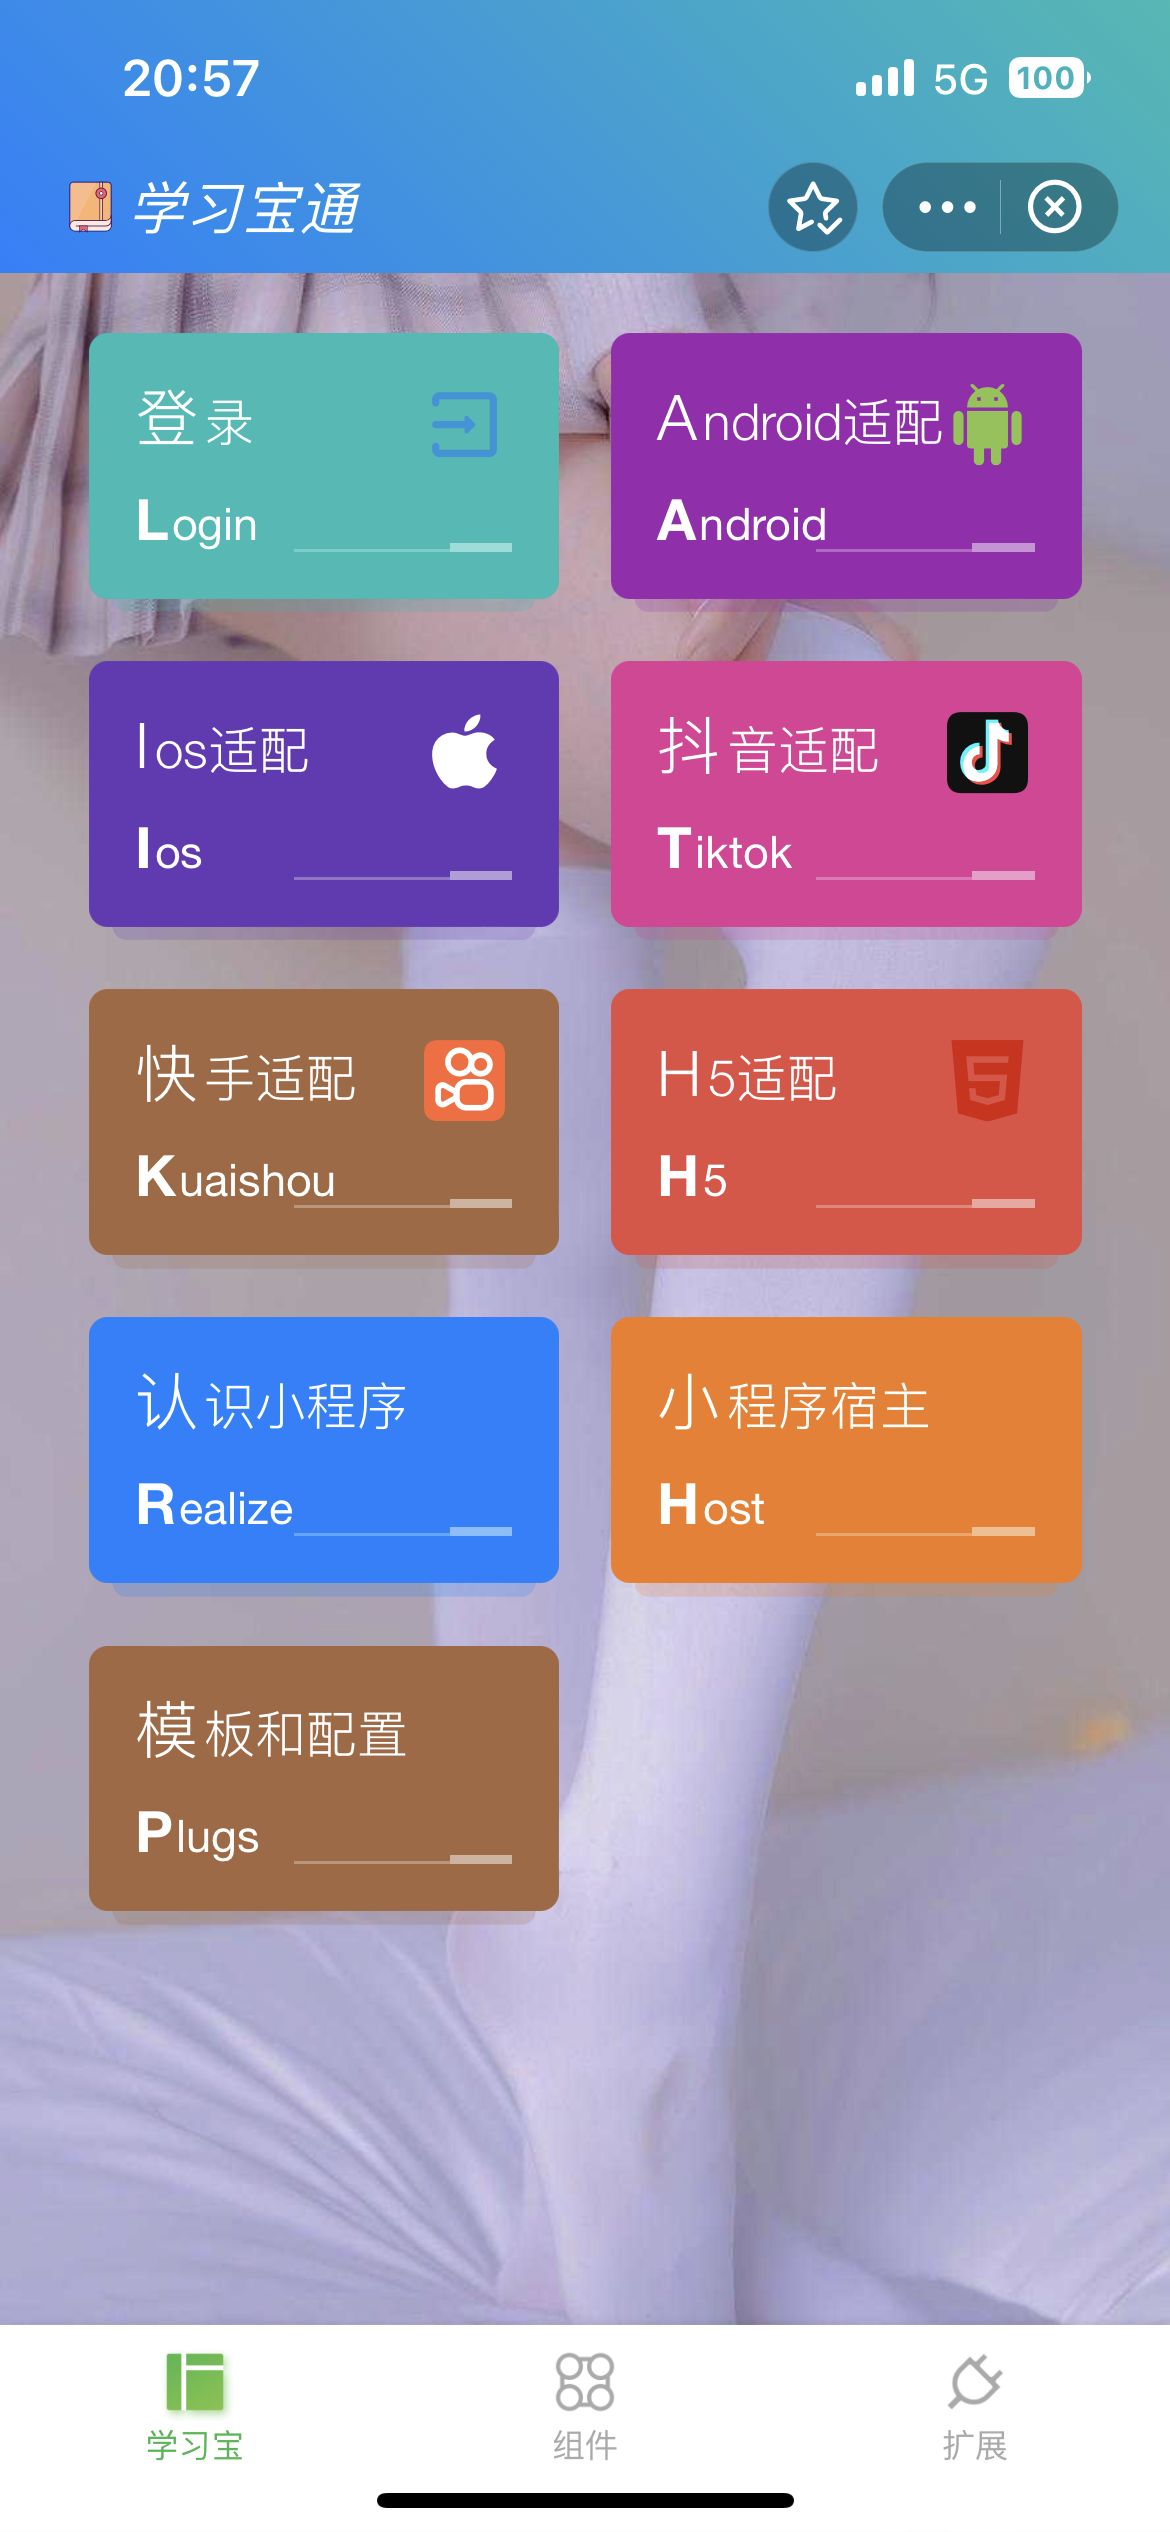 20:57
5G 100
学习宝通
登录
Login
Android适配
Android
Ios适配
Ios
抖音适配
Tiktok
快手适配
Kuaishou
H5适配
H5
认识小程序
Realize
小程序宿主
Host
模板和配置
Plugs
学习宝
组件
扩展